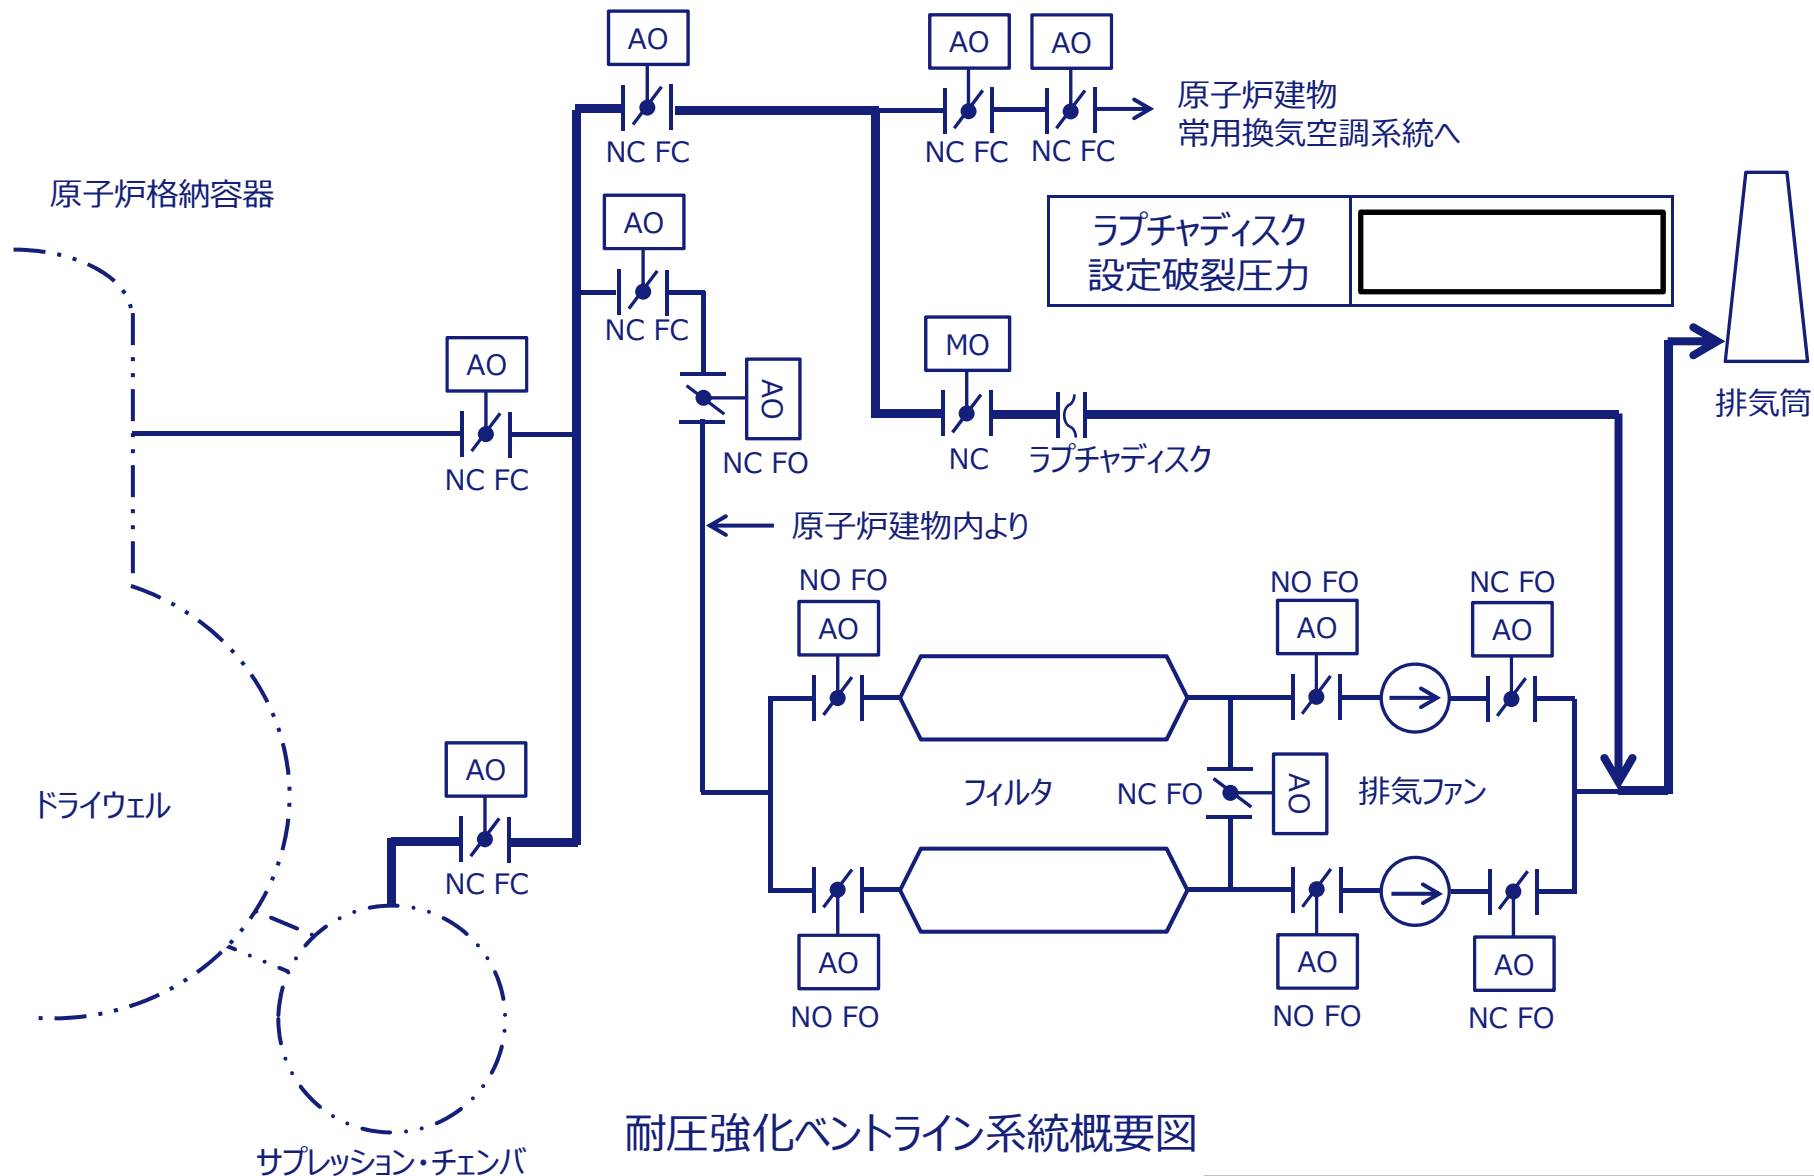 AO
AO
AO
原子炉建物
常用換気空調系統へ
NC FC
NC FC
NC FC
原子炉格納容器
AO
ラプチャディスク
設定破裂圧力
NC FC
AO
MO
AO
排気筒
NC FO
NC
ラプチャディスク
NC FC
原子炉建物内より
NO FO
NO FO
NC FO
AO
AO
AO
AO
ドライウェル
フィルタ
NC FO
AO
排気ファン
NC FC
AO
AO
AO
NO FO
NO FO
NC FO
耐圧強化ベントライン系統概要図
サプレッション・チェンバ